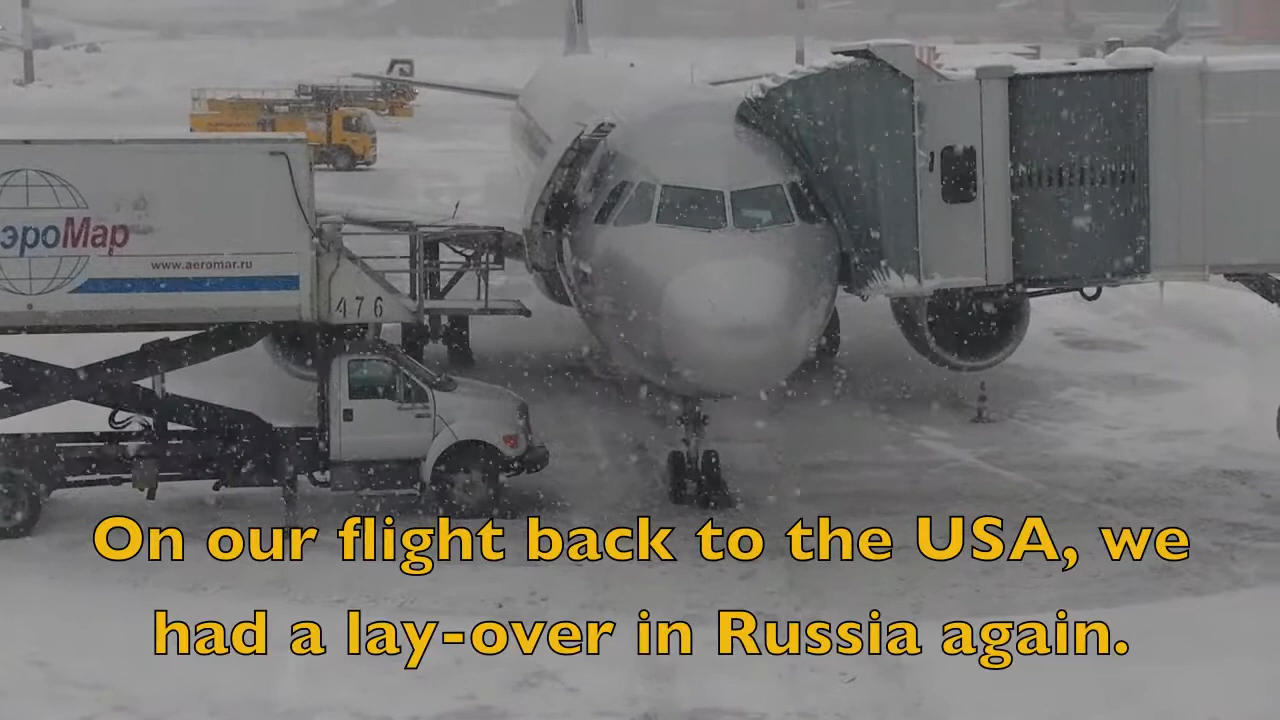 эроМар
www.aeromar.ru
476
On our flight back to the USA, we
had a lay-over in Russia again.